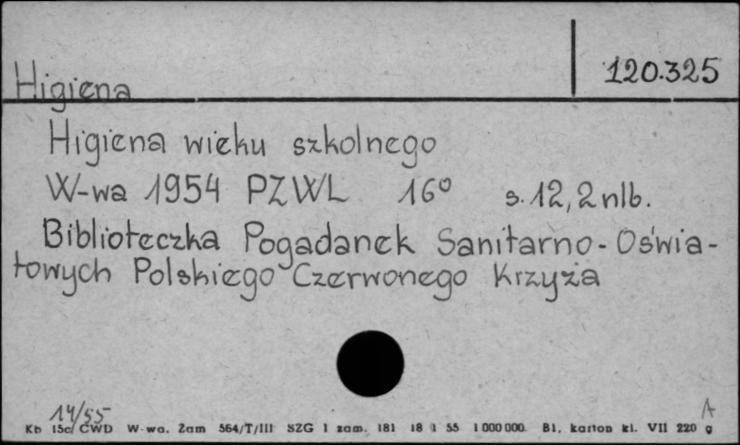 120.325
Higiena
Higiena wieku szkolnego
W-wa 1954 PZWL 16° s. 12, 2 nlb.
Biblioteczka Pogadanek Sanitarno-Oświa-
towych Polskiego Czerwonego Krzyża
14/55
A
Kb 15c/CWD W-wa. Zam 564/T/III SZG 1 zam. 181 18 1 55 1 000 000. Bl. karton kl. VII 220 g